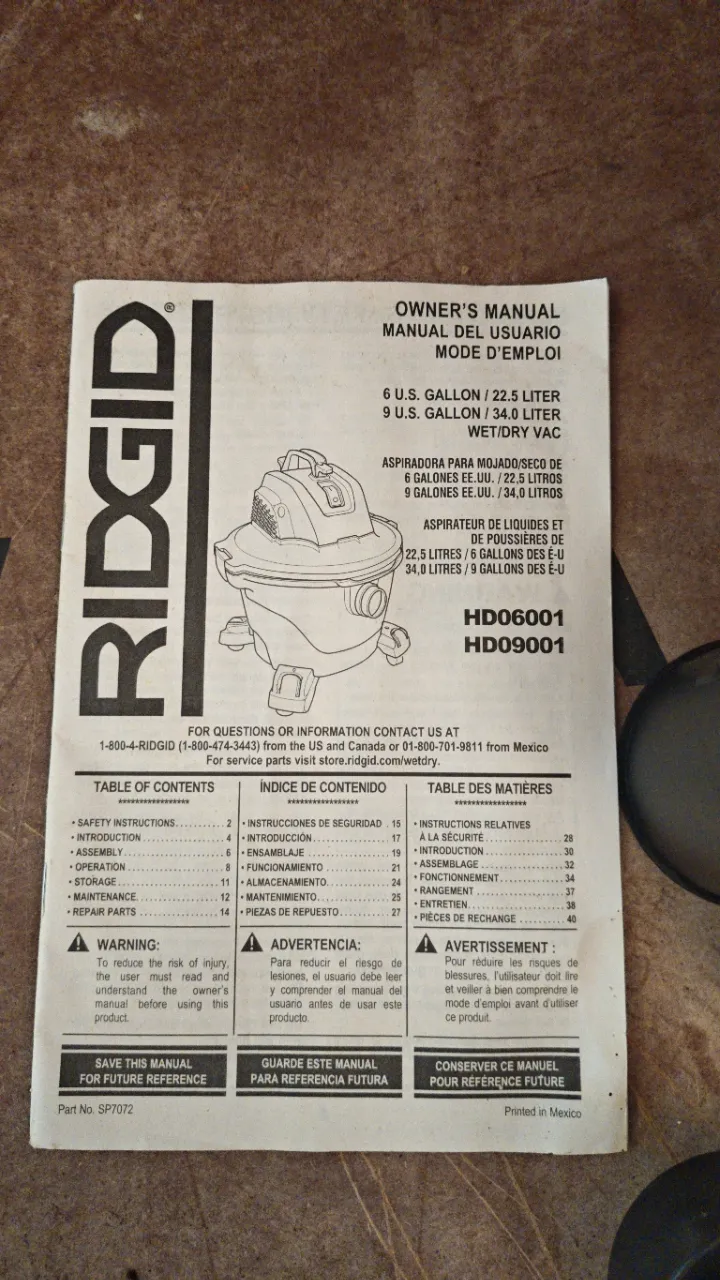 RIDGID®
OWNER'S MANUAL
MANUAL DEL USUARIO
MODE D'EMPLOI
6 U.S. GALLON / 22.5 LITER
9 U.S. GALLON / 34.0 LITER
WET/DRY VAC
ASPIRADORA PARA MOJADO/SECO DE
6 GALONES EE.UU. / 22,5 LITROS
9 GALONES EE.UU. / 34,0 LITROS
ASPIRATEUR DE LIQUIDES ET
DE POUSSIÈRES DE
22,5 LITRES / 6 GALLONS DES É-U
34,0 LITRES / 9 GALLONS DES É-U
HD06001
HD09001
FOR QUESTIONS OR INFORMATION CONTACT US AT
1-800-4-RIDGID (1-800-474-3443) from the US and Canada or 01-800-701-9811 from Mexico
For service parts visit store.ridgid.com/wetdry.
TABLE OF CONTENTS
*****************
• SAFETY INSTRUCTIONS........... 2
• INTRODUCTION .................... 4
• ASSEMBLY........................ 6
• OPERATION ....................... 8
• STORAGE......................... 11
• MAINTENANCE..................... 12
• REPAIR PARTS .................... 14
ÍNDICE DE CONTENIDO
*****************
• INSTRUCCIONES DE SEGURIDAD . 15
• INTRODUCCIÓN.................... 17
• ENSAMBLAJE ..................... 19
• FUNCIONAMIENTO ................. 21
• ALMACENAMIENTO.................. 24
• MANTENIMIENTO................... 25
• PIEZAS DE REPUESTO.............. 27
TABLE DES MATIÈRES
*****************
• INSTRUCTIONS RELATIVES
À LA SÉCURITÉ.................... 28
• INTRODUCTION ................... 30
• ASSEMBLAGE ..................... 32
• FONCTIONNEMENT.................. 34
• RANGEMENT ...................... 37
• ENTRETIEN....................... 38
• PIÈCES DE RECHANGE ............. 40
WARNING:
To reduce the risk of injury,
the user must read and
understand the owner's
manual before using this
product.
ADVERTENCIA:
Para reducir el riesgo de
lesiones, el usuario debe leer
y comprender el manual del
usuario antes de usar este
producto.
AVERTISSEMENT :
Pour réduire les risques de
blessures, l'utilisateur doit lire
et veiller à bien comprendre le
mode d'emploi avant d'utiliser
ce produit.
SAVE THIS MANUAL
FOR FUTURE REFERENCE
GUARDE ESTE MANUAL
PARA REFERENCIA FUTURA
CONSERVER CE MANUEL
POUR RÉFÉRENCE FUTURE
Part No. SP7072
Printed in Mexico